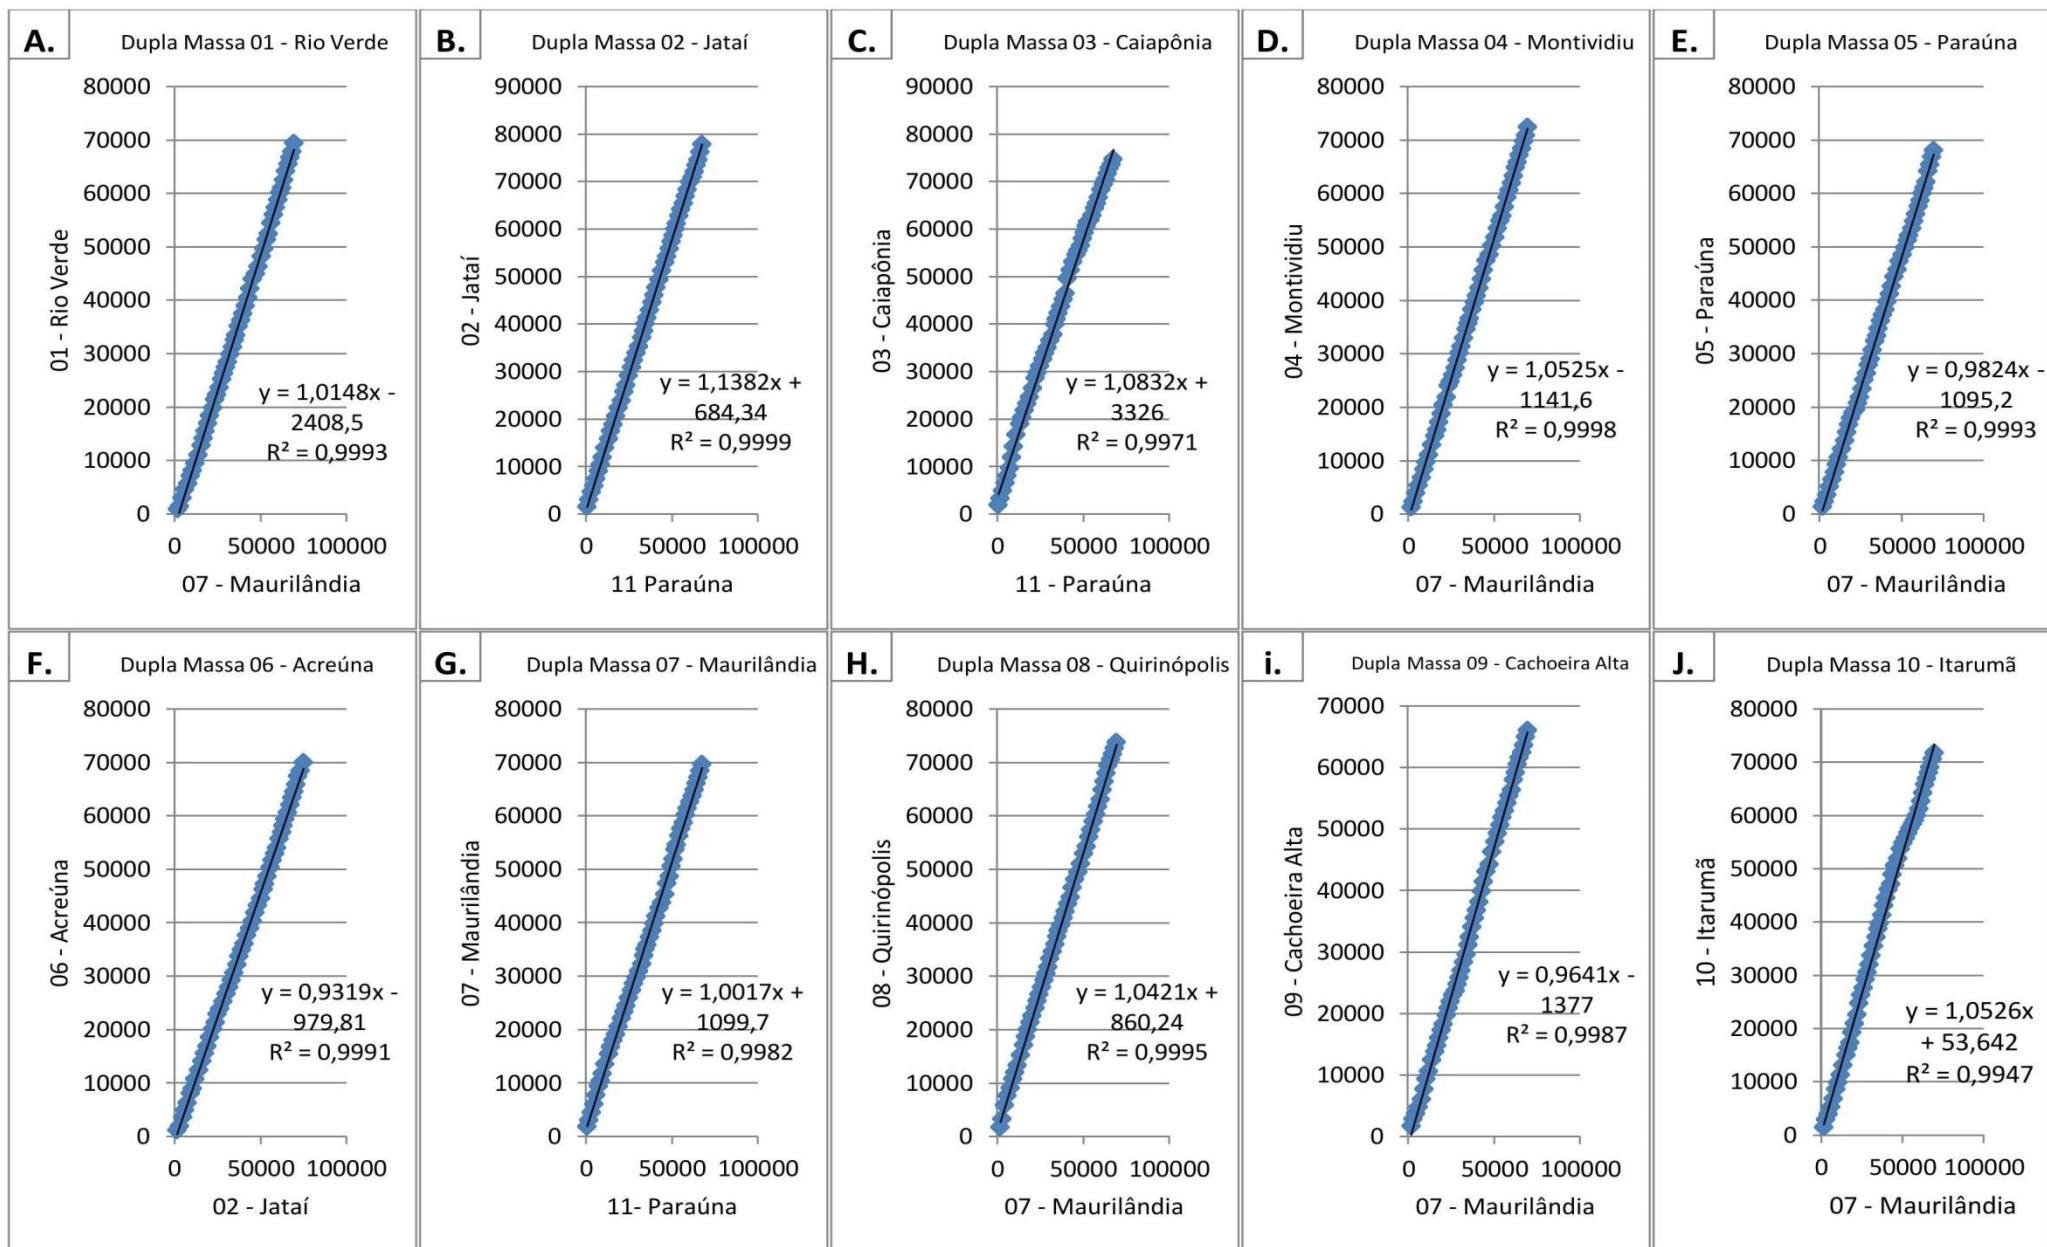 A.
Dupla Massa 01 - Rio Verde
80000
70000
60000
50000
40000
30000
20000
10000
0
01 - Rio Verde
y = 1,0148x -
2408,5
R² = 0,9993
0 50000 100000
07 - Maurilândia
B.
Dupla Massa 02 - Jataí
90000
80000
70000
60000
50000
40000
30000
20000
10000
0
02 - Jataí
y = 1,1382x +
684,34
R² = 0,9999
0 50000 100000
11 Paraúna
C.
Dupla Massa 03 - Caiapônia
90000
80000
70000
60000
50000
40000
30000
20000
10000
0
03 - Caiapônia
y = 1,0832x +
3326
R² = 0,9971
0 50000 100000
11 - Paraúna
D.
Dupla Massa 04 - Montividiu
80000
70000
60000
50000
40000
30000
20000
10000
0
04 - Montividiu
y = 1,0525x -
1141,6
R² = 0,9998
0 50000 100000
07 - Maurilândia
E.
Dupla Massa 05 - Paraúna
80000
70000
60000
50000
40000
30000
20000
10000
0
05 - Paraúna
y = 0,9824x -
1095,2
R² = 0,9993
0 50000 100000
07 - Maurilândia
F.
Dupla Massa 06 - Acreúna
80000
70000
60000
50000
40000
30000
20000
10000
0
06 - Acreúna
y = 0,9319x -
979,81
R² = 0,9991
0 50000 100000
02 - Jataí
G.
Dupla Massa 07 - Maurilândia
80000
70000
60000
50000
40000
30000
20000
10000
0
07 - Maurilândia
y = 1,0017x +
1099,7
R² = 0,9982
0 50000 100000
11- Paraúna
H.
Dupla Massa 08 - Quirinópolis
80000
70000
60000
50000
40000
30000
20000
10000
0
08 - Quirinópolis
y = 1,0421x +
860,24
R² = 0,9995
0 50000 100000
07 - Maurilândia
i.
Dupla Massa 09 - Cachoeira Alta
70000
60000
50000
40000
30000
20000
10000
0
09 - Cachoeira Alta
y = 0,9641x -
1377
R² = 0,9987
0 50000 100000
07 - Maurilândia
J.
Dupla Massa 10 - Itarumã
80000
70000
60000
50000
40000
30000
20000
10000
0
10 - Itarumã
y = 1,0526x
+ 53,642
R² = 0,9947
0 50000 100000
07 - Maurilândia